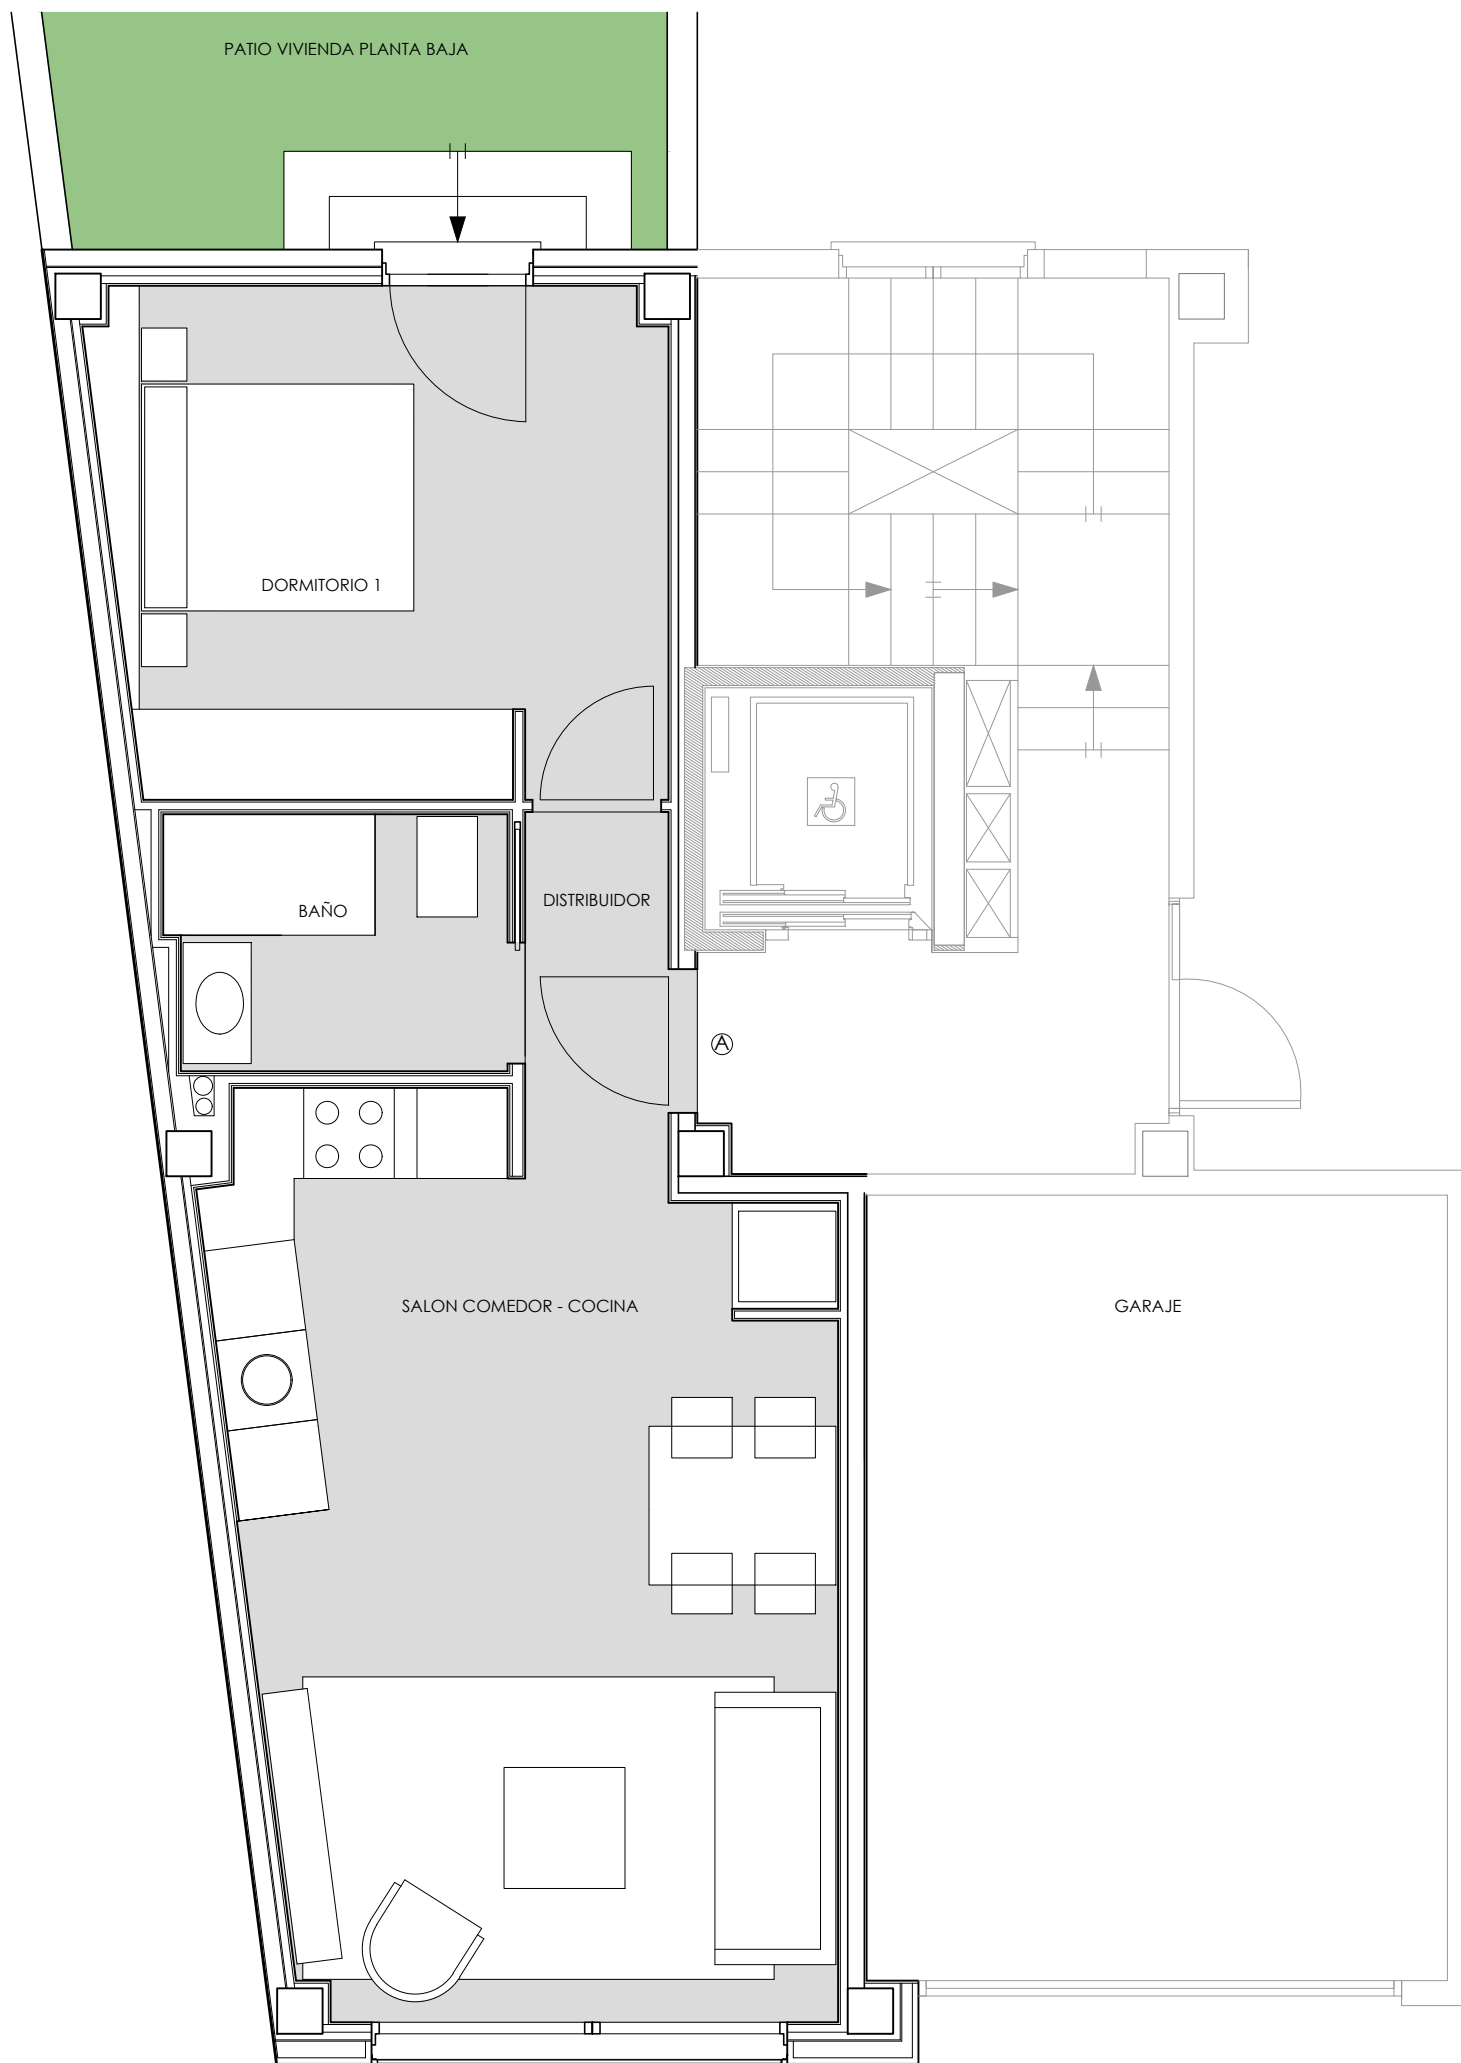 PATIO VIVIENDA PLANTA BAJA
DORMITORIO 1
BAÑO
DISTRIBUIDOR
A
SALON COMEDOR - COCINA
GARAJE